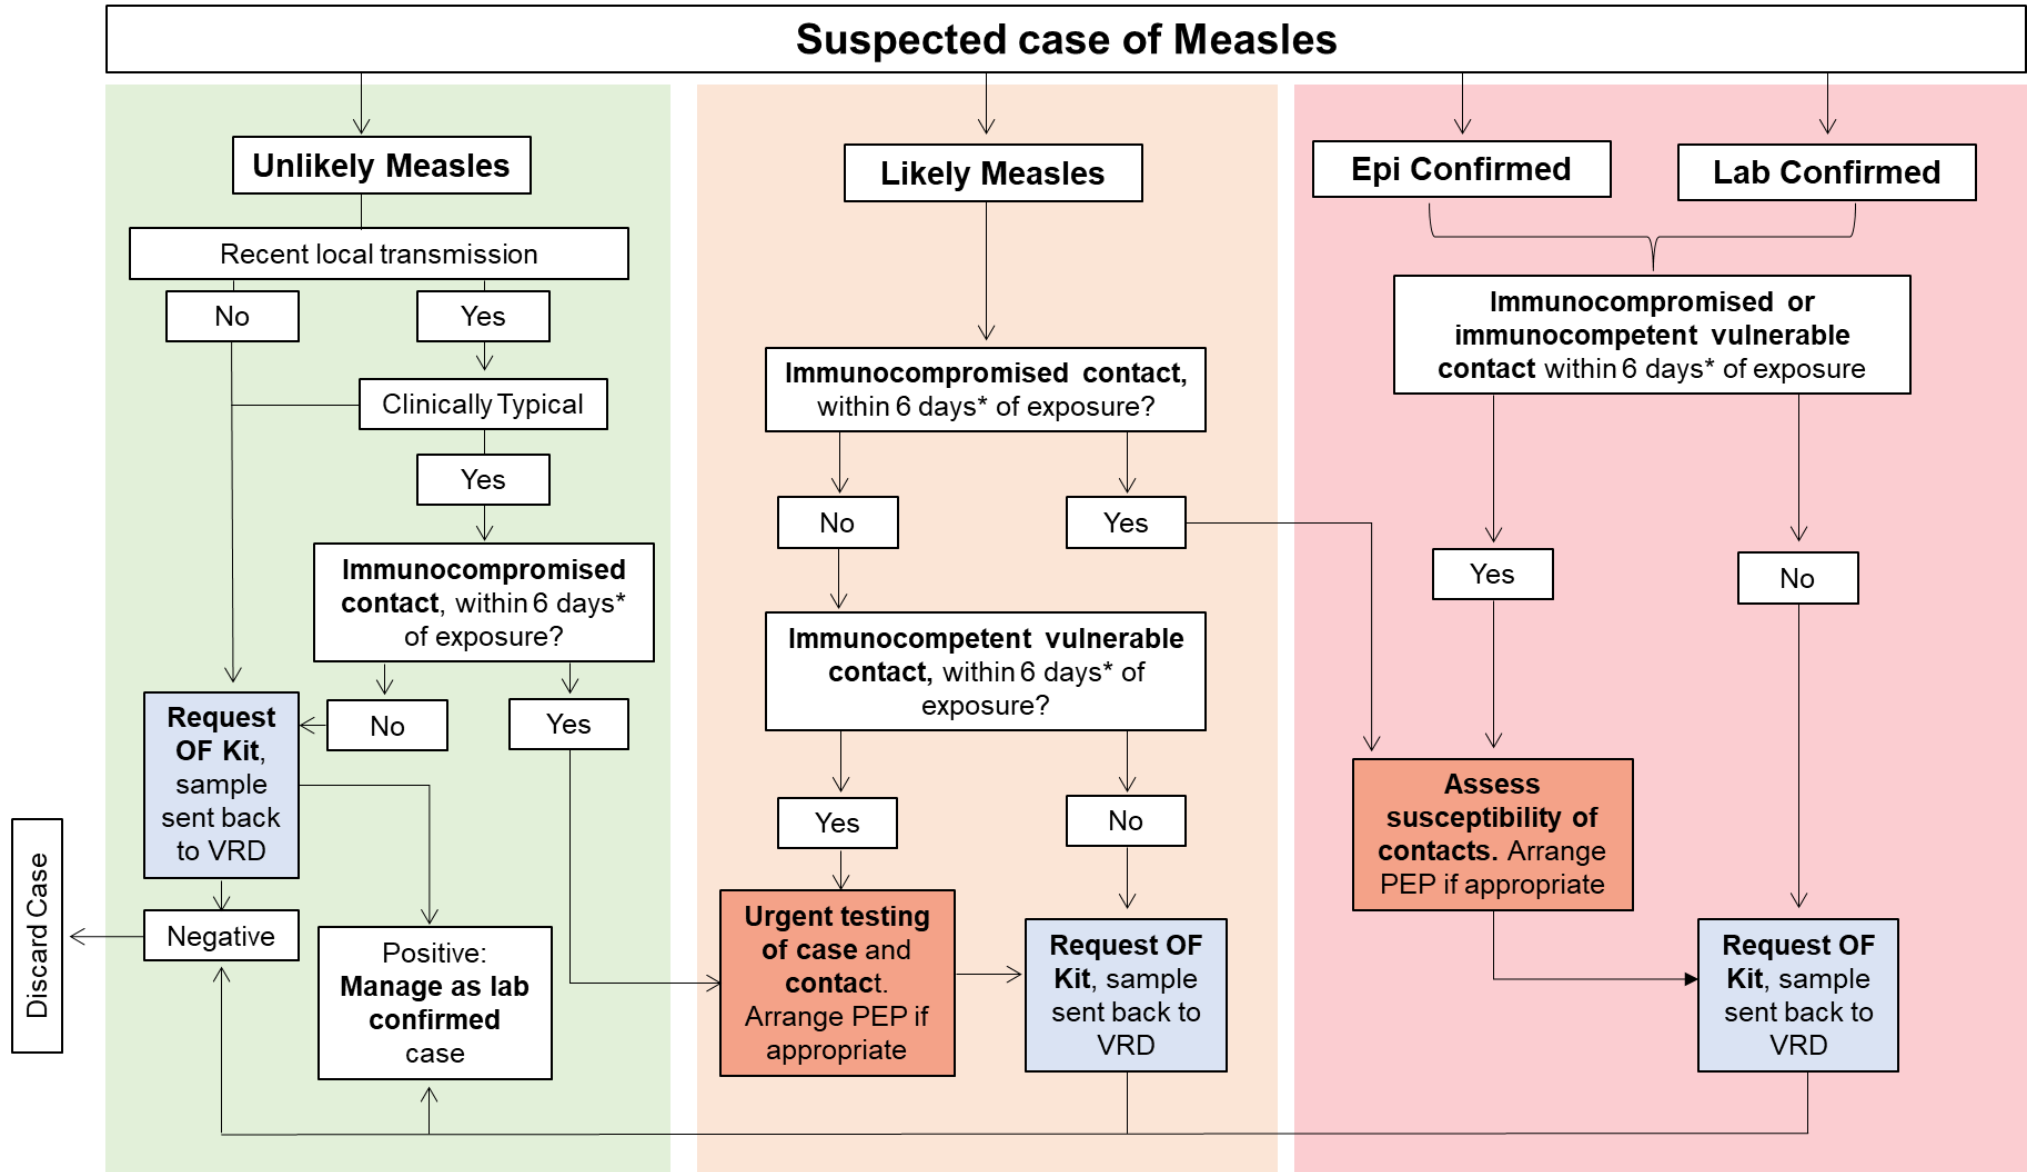 Suspected case of Measles
Unlikely Measles
Recent local transmission
No
Yes
Clinically Typical
Yes
Immunocompromised
contact, within 6 days*
of exposure?
No
Yes
Request
OF Kit,
sample
sent back
to VRD
Negative
Discard Case
Positive:
Manage as lab
confirmed
case
Likely Measles
Immunocompromised contact,
within 6 days* of exposure?
No
Yes
Immunocompetent vulnerable
contact, within 6 days* of
exposure?
Yes
No
Urgent testing
of case and
contact.
Arrange PEP if
appropriate
Request OF
Kit, sample
sent back to
VRD
Epi Confirmed
Lab Confirmed
Immunocompromised or
immunocompetent vulnerable
contact within 6 days* of exposure
Yes
No
Assess
susceptibility of
contacts. Arrange
PEP if appropriate
Request OF
Kit, sample
sent back to
VRD